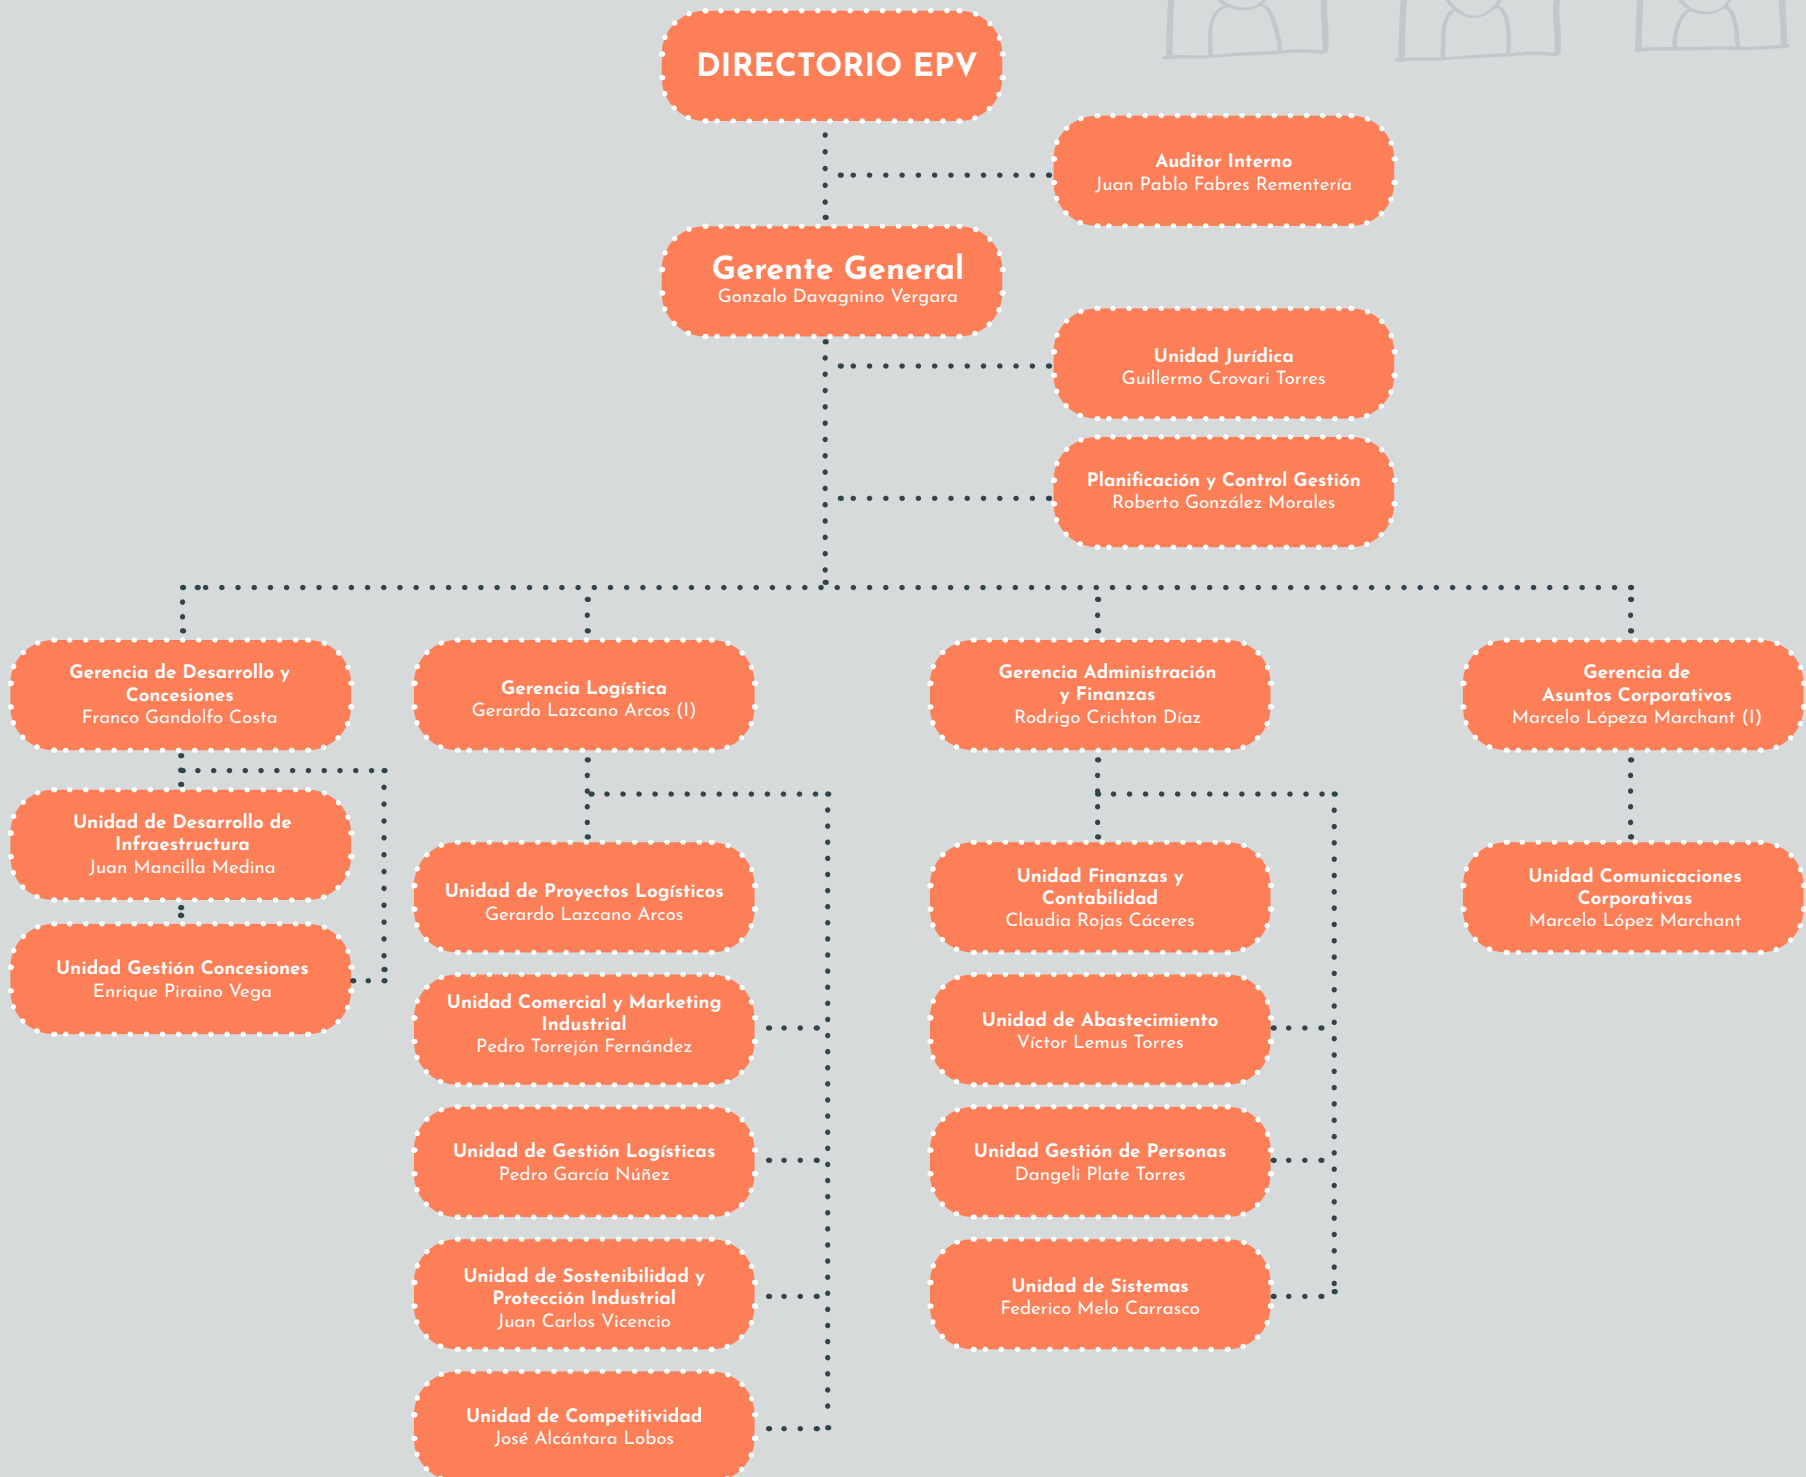 DIRECTORIO EPV
Auditor Interno
Juan Pablo Fabres Rementería
Gerente General
Gonzalo Davagnino Vergara
Unidad Jurídica
Guillermo Crovari Torres
Planificación y Control Gestión
Roberto González Morales
Gerencia de Desarrollo y
Concesiones
Franco Gandolfo Costa
Unidad de Desarrollo de
Infraestructura
Juan Mancilla Medina
Unidad Gestión Concesiones
Enrique Piraino Vega
Gerencia Logística
Gerardo Lazcano Arcos (I)
Unidad de Proyectos Logísticos
Gerardo Lazcano Arcos
Unidad Comercial y Marketing
Industrial
Pedro Torrejón Fernández
Unidad de Gestión Logísticas
Pedro García Núñez
Unidad de Sostenibilidad y
Protección Industrial
Juan Carlos Vicencio
Unidad de Competitividad
José Alcántara Lobos
Gerencia Administración
y Finanzas
Rodrigo Crichton Díaz
Unidad Finanzas y
Contabilidad
Claudia Rojas Cáceres
Unidad de Abastecimiento
Víctor Lemus Torres
Unidad Gestión de Personas
Dangeli Plate Torres
Unidad de Sistemas
Federico Melo Carrasco
Gerencia de
Asuntos Corporativos
Marcelo Lópeza Marchant (I)
Unidad Comunicaciones
Corporativas
Marcelo López Marchant